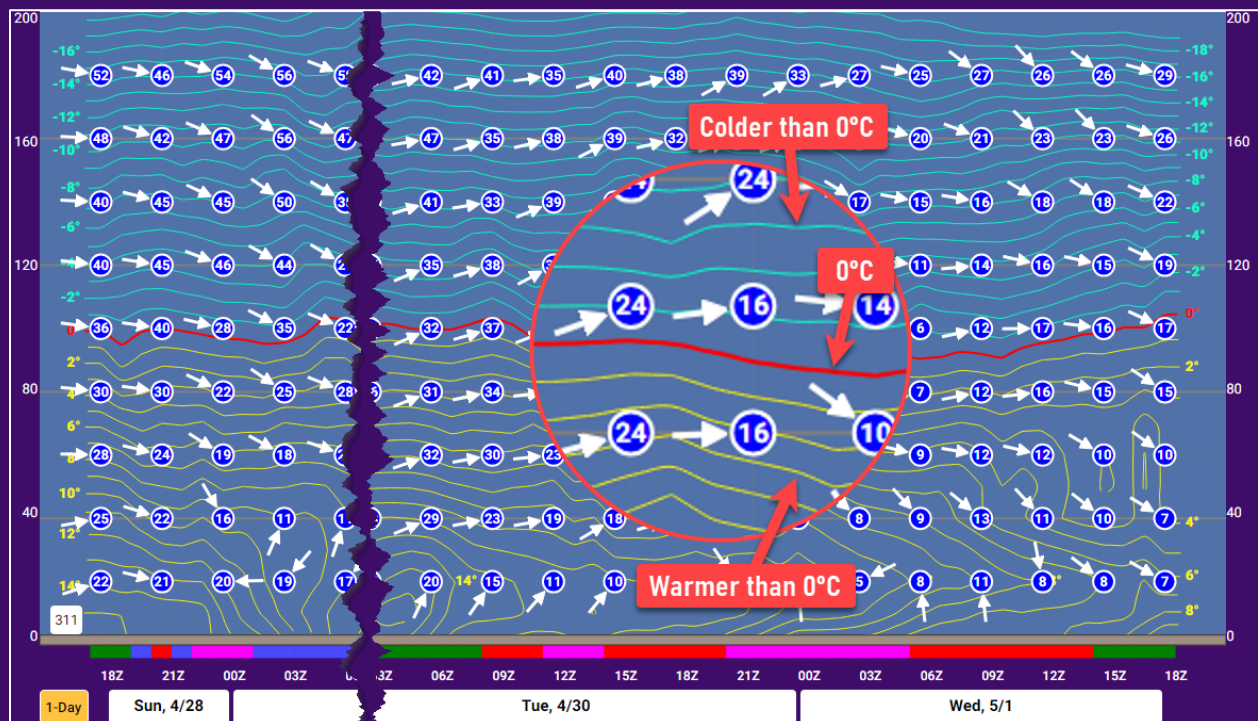 200 200
-16° -18°
52 46 54 56 42 41 35 40 38 39 33 27 25 27 26 26 29 -16°
-14° -14°
-12° Colder than 0°C -12°
160 48 42 47 56 47 47 35 38 39 32 20 21 23 23 26 160
-10° -10°
-8° 24 -8°
40 45 45 50 41 33 39 17 15 16 18 18 22
-6° -6°
-4°
120 40 45 46 44 35 38 0°C 11 14 16 15 19 120
-2° -2°
24 16 14
0° 0°
36 40 28 35 22 32 37 6 12 17 16 17
2° 2°
80 30 30 22 25 28 31 34 7 12 16 15 15 80
4°
6° 24 16 10
8° 28 24 19 18 32 30 23 9 12 12 10 10
10°
40 25 22 16 11 29 23 19 18 8 9 13 11 10 7 40
12° 4°
14° 22 21 20 19 17 20 14° 15 11 10 Warmer than 0°C 8 11 8 8 7 6°
311 8°
0 0
18Z 21Z 00Z 03Z 06Z 09Z 12Z 15Z 18Z 21Z 00Z 03Z 06Z 09Z 12Z 15Z 18Z
1-Day Sun, 4/28 Tue, 4/30 Wed, 5/1